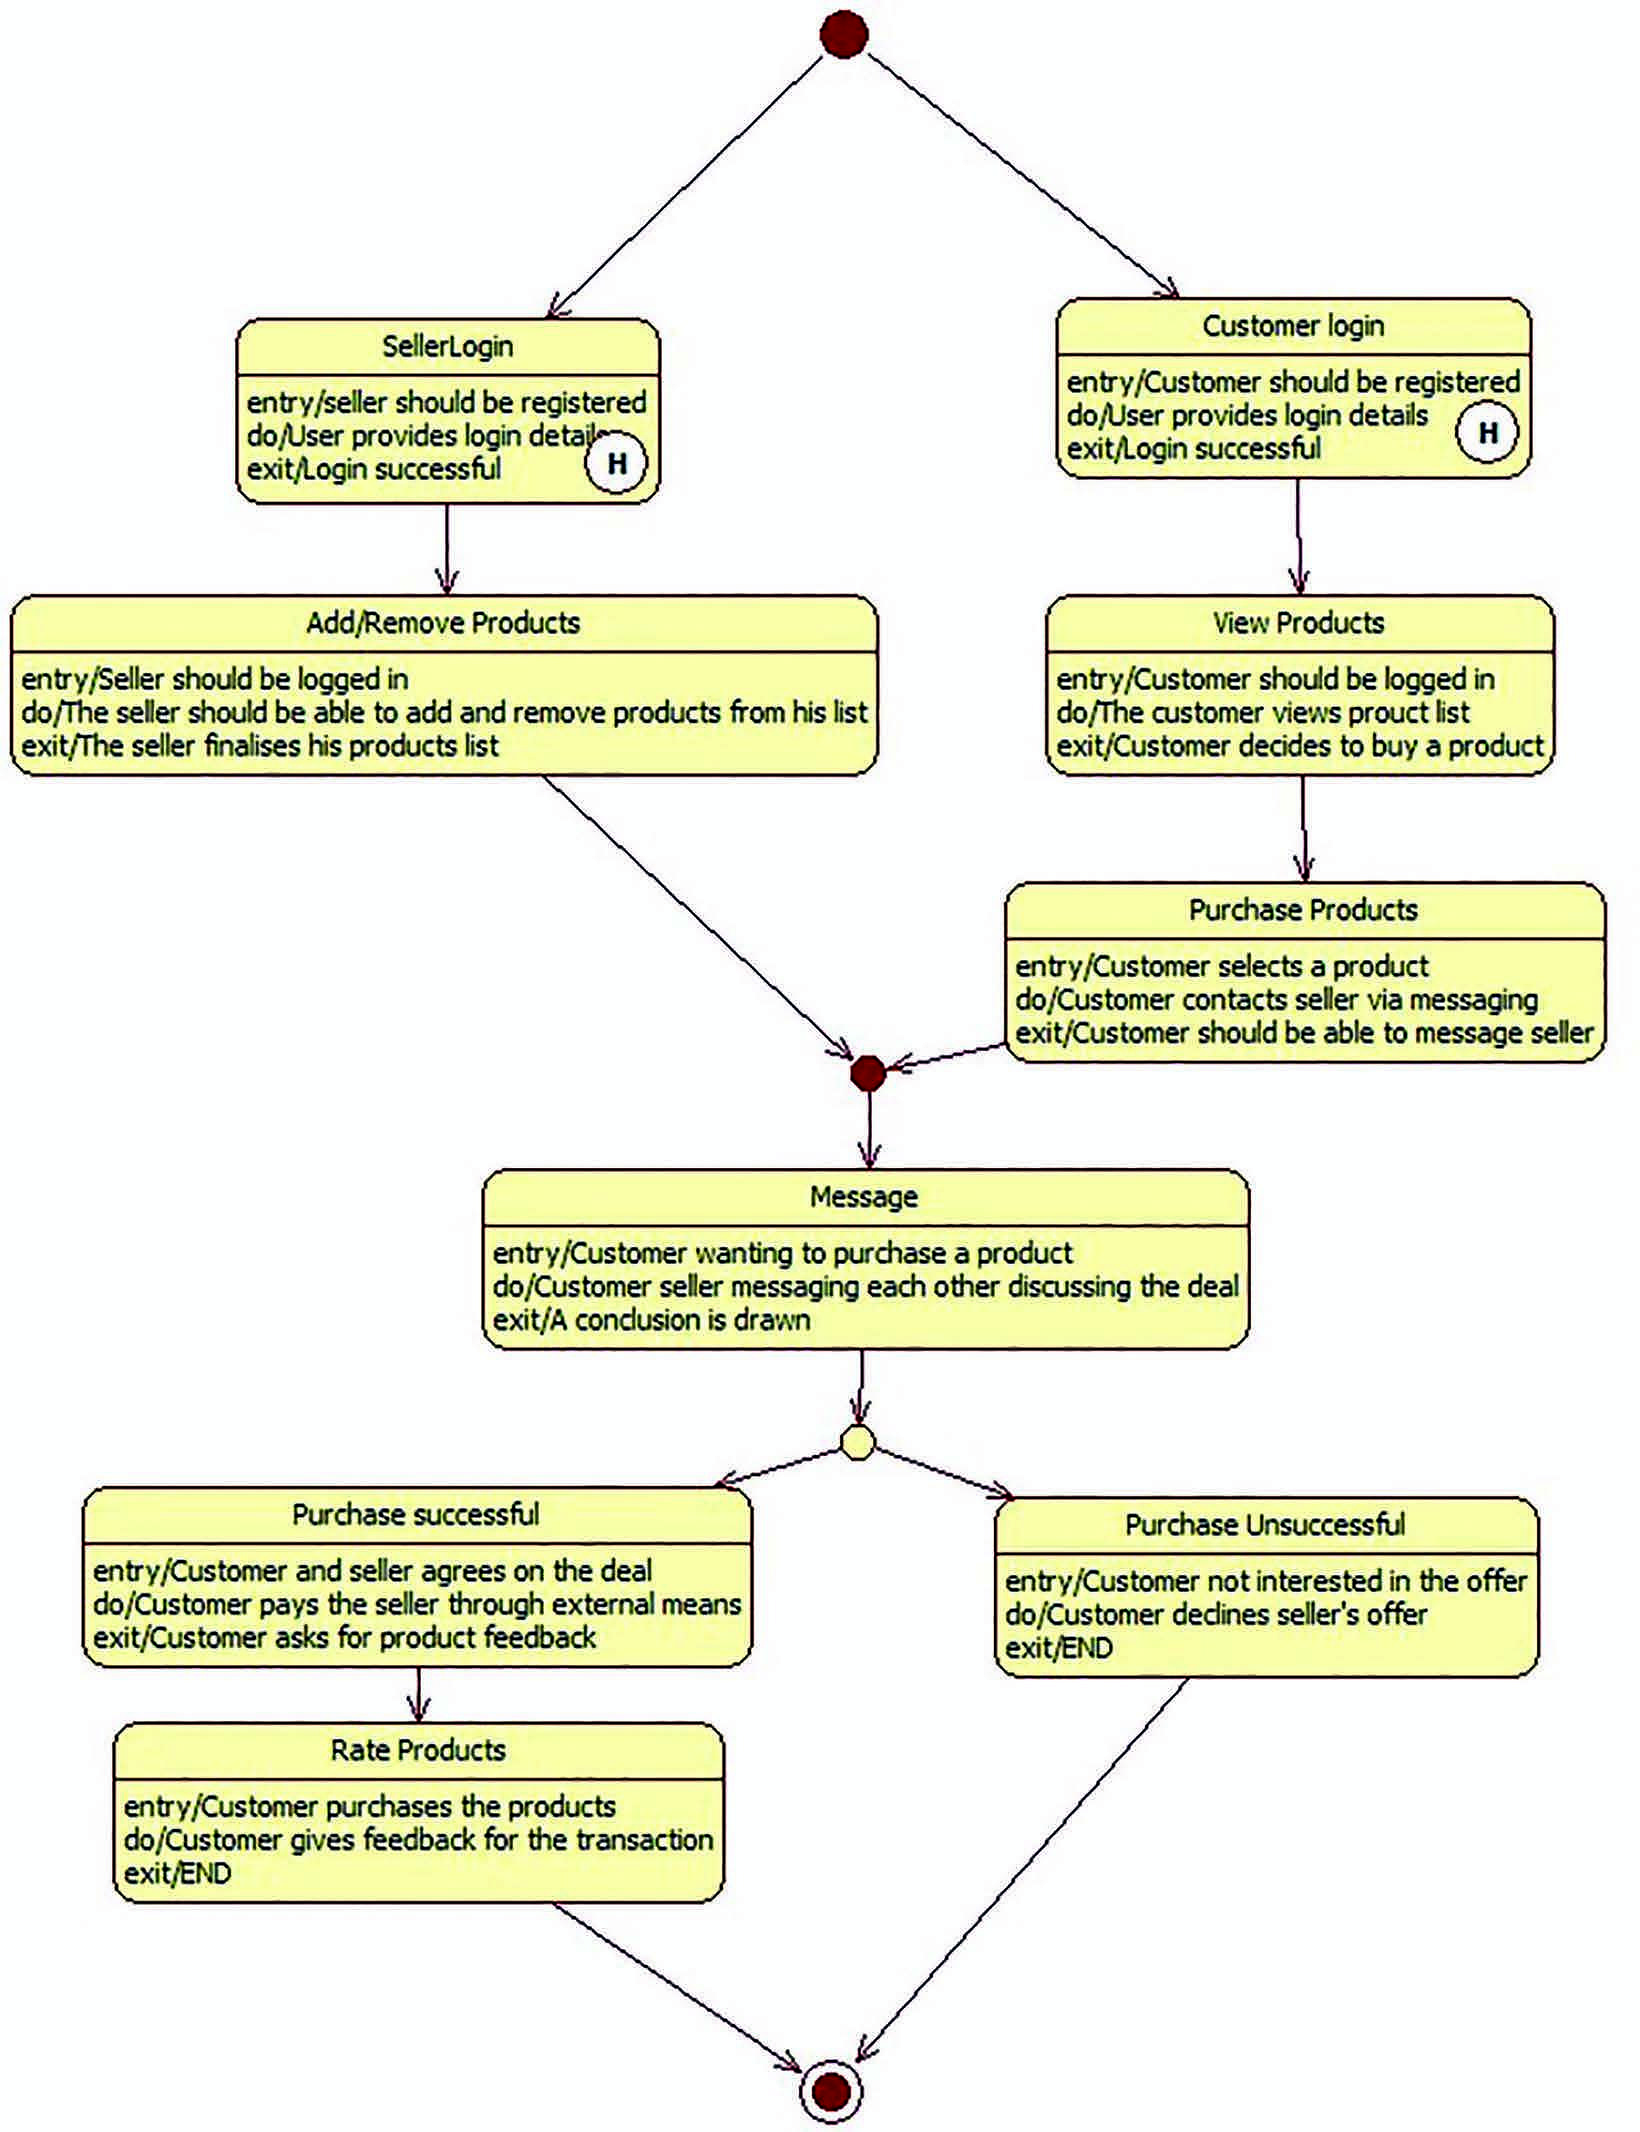 SellerLogin
entry/seller should be registered
do/User provides login details
exit/Login successful
H
Customer login
entry/Customer should be registered
do/User provides login details
exit/Login successful
H
Add/Remove Products
entry/Seller should be logged in
do/The seller should be able to add and remove products from his list
exit/The seller finalises his products list
View Products
entry/Customer should be logged in
do/The customer views prouct list
exit/Customer decides to buy a product
Purchase Products
entry/Customer selects a product
do/Customer contacts seller via messaging
exit/Customer should be able to message seller
Message
entry/Customer wanting to purchase a product
do/Customer seller messaging each other discussing the deal
exit/A conclusion is drawn
Purchase successful
entry/Customer and seller agrees on the deal
do/Customer pays the seller through external means
exit/Customer asks for product feedback
Purchase Unsuccessful
entry/Customer not interested in the offer
do/Customer declines seller's offer
exit/END
Rate Products
entry/Customer purchases the products
do/Customer gives feedback for the transaction
exit/END